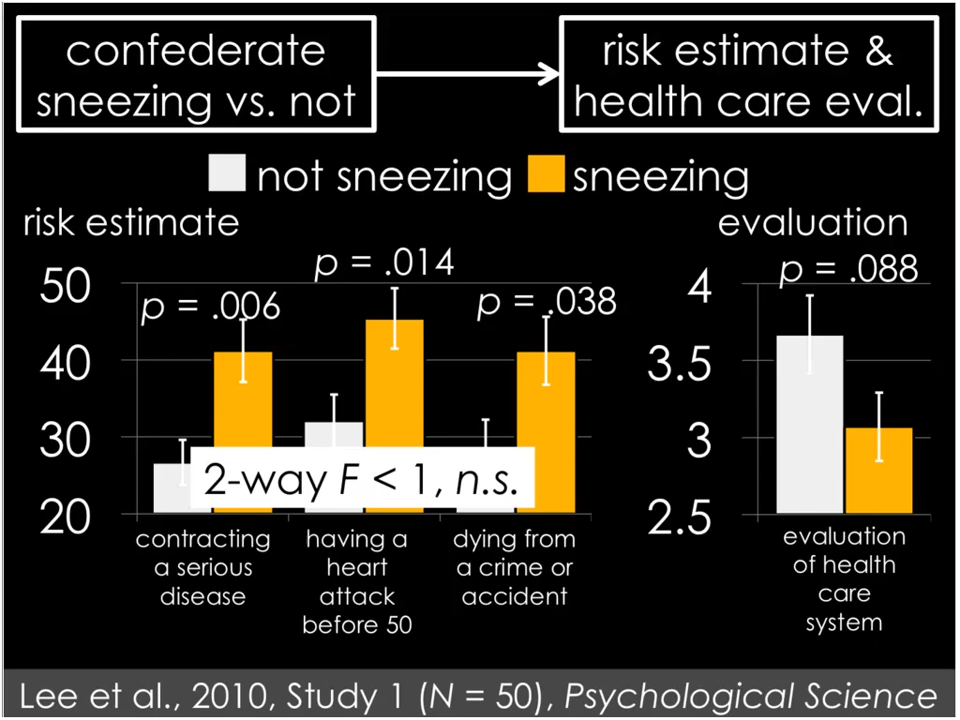 confederate
sneezing vs. not
risk estimate &
health care eval.
not sneezing
sneezing
risk estimate
evaluation
p = .006
p = .014
p = .038
p = .088
50
40
30
20
4
3.5
3
2.5
2-way F < 1, n.s.
contracting
a serious
disease
having a
heart
attack
before 50
dying from
a crime or
accident
evaluation
of health
care
system
Lee et al., 2010, Study 1 (N = 50), Psychological Science